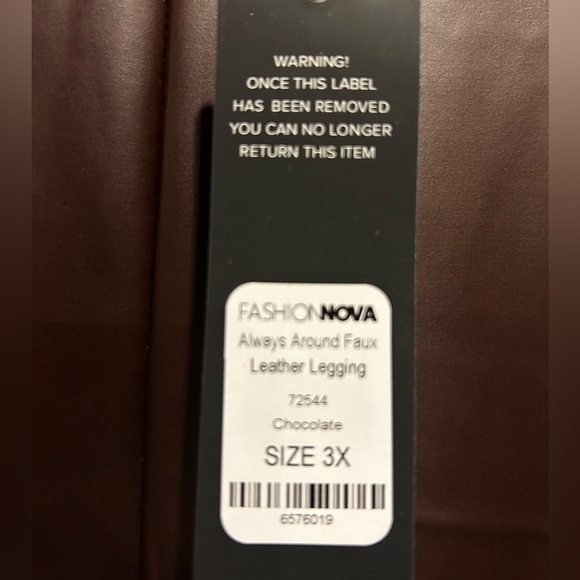 WARNING!
ONCE THIS LABEL
HAS BEEN REMOVED
YOU CAN NO LONGER
RETURN THIS ITEM
FASHIONNOVA
Always Around Faux
Leather Legging
72544
Chocolate
SIZE 3X
6576019